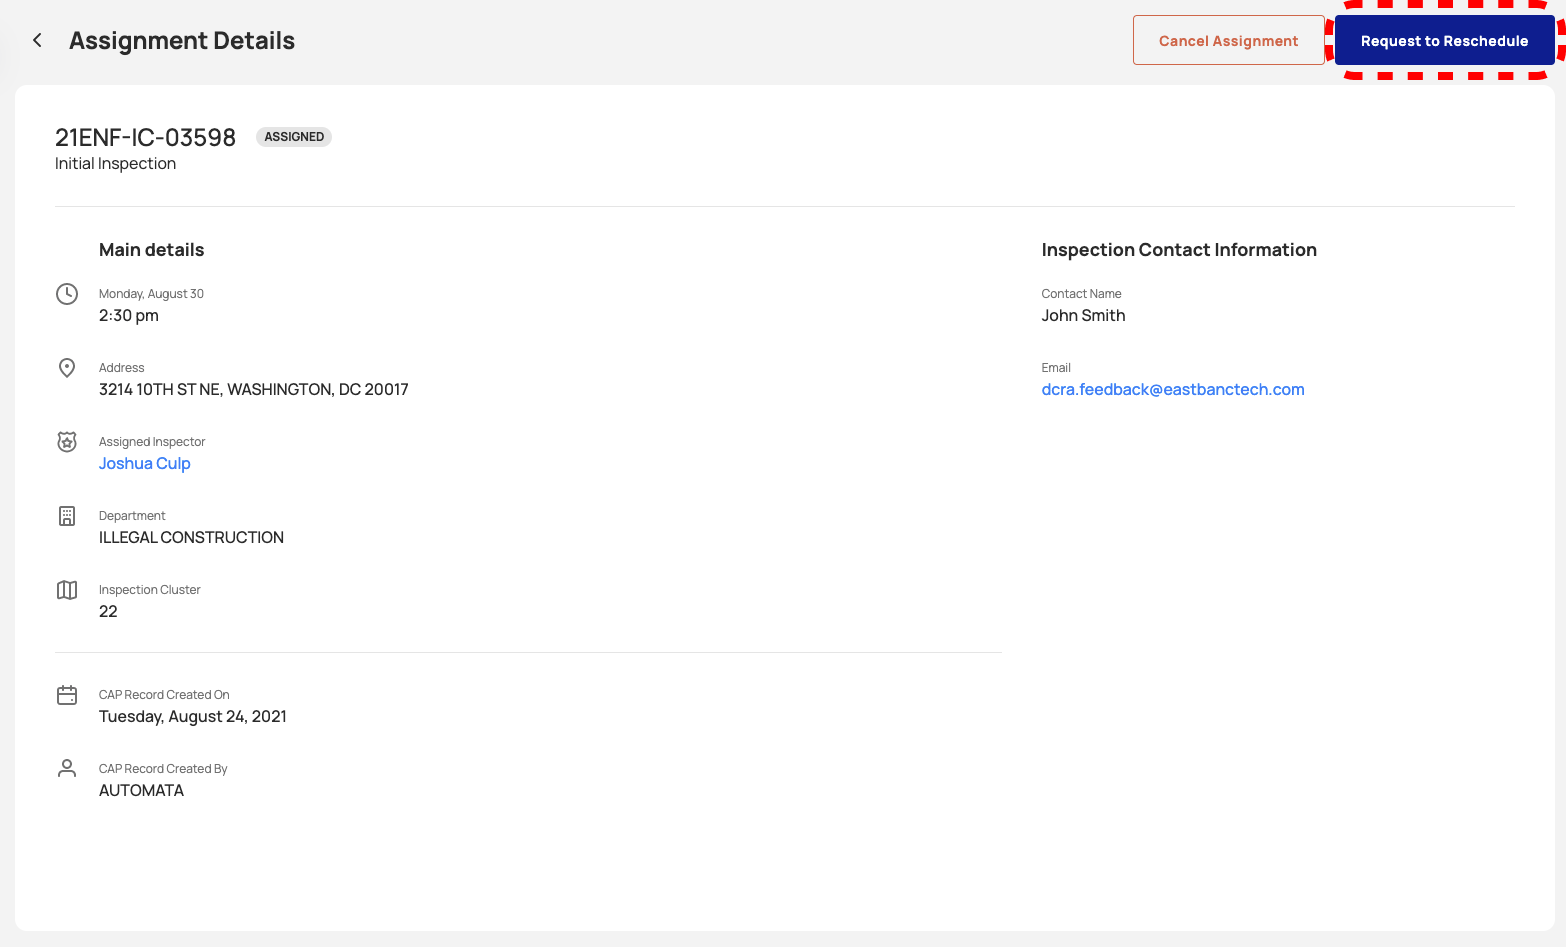 Assignment Details
Cancel Assignment
Request to Reschedule
21ENF-IC-03598
ASSIGNED
Initial Inspection
Main details
Monday, August 30
2:30 pm
Address
3214 10TH ST NE, WASHINGTON, DC 20017
Assigned Inspector
Joshua Culp
Department
ILLEGAL CONSTRUCTION
Inspection Cluster
22
CAP Record Created On
Tuesday, August 24, 2021
CAP Record Created By
AUTOMATA
Inspection Contact Information
Contact Name
John Smith
Email
dcra.feedback@eastbanctech.com